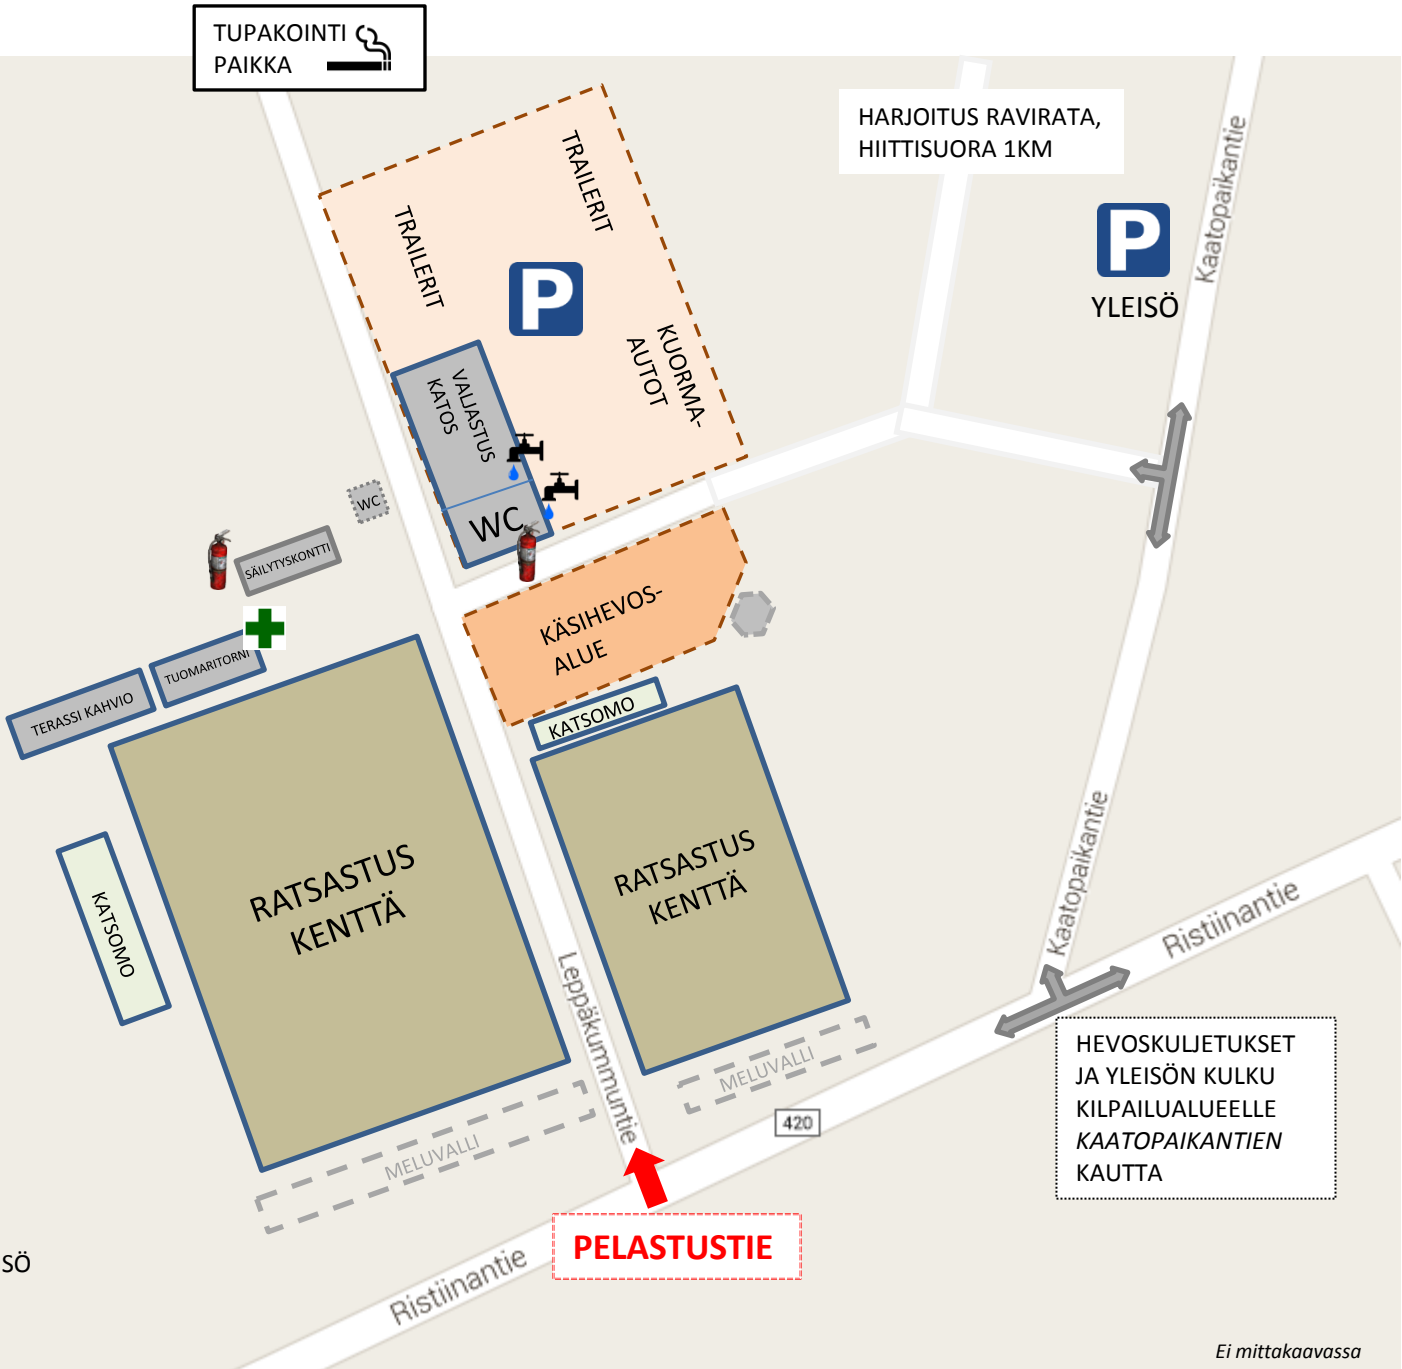 TUPAKOINTI
PAIKKA
HARJOITUS RAVIRATA,
HIITTISUORA 1KM
Kaatopaikantie
TRAILERIT
TRAILERIT
P
P
YLEISÖ
KUORMA-
AUTOT
VALJASTUS
KATOS
WC
WC
SÄILYTYSKONTTI
KÄSIHEVOS-
ALUE
TUOMARITORNI
TERASSI KAHVIO
KATSOMO
RATSASTUS
KENTTÄ
RATSASTUS
KENTTÄ
KATSOMO
Kaatopaikantie
Ristiinantie
Leppäkummuntie
MELUVALLI
MELUVALLI
420
HEVOSKULJETUKSET
JA YLEISÖN KULKU
KILPAILUALUEELLE
KAATOPAIKANTIEN
KAUTTA
PELASTUSTIE
SÖ
Ristiinantie
Ei mittakaavassa